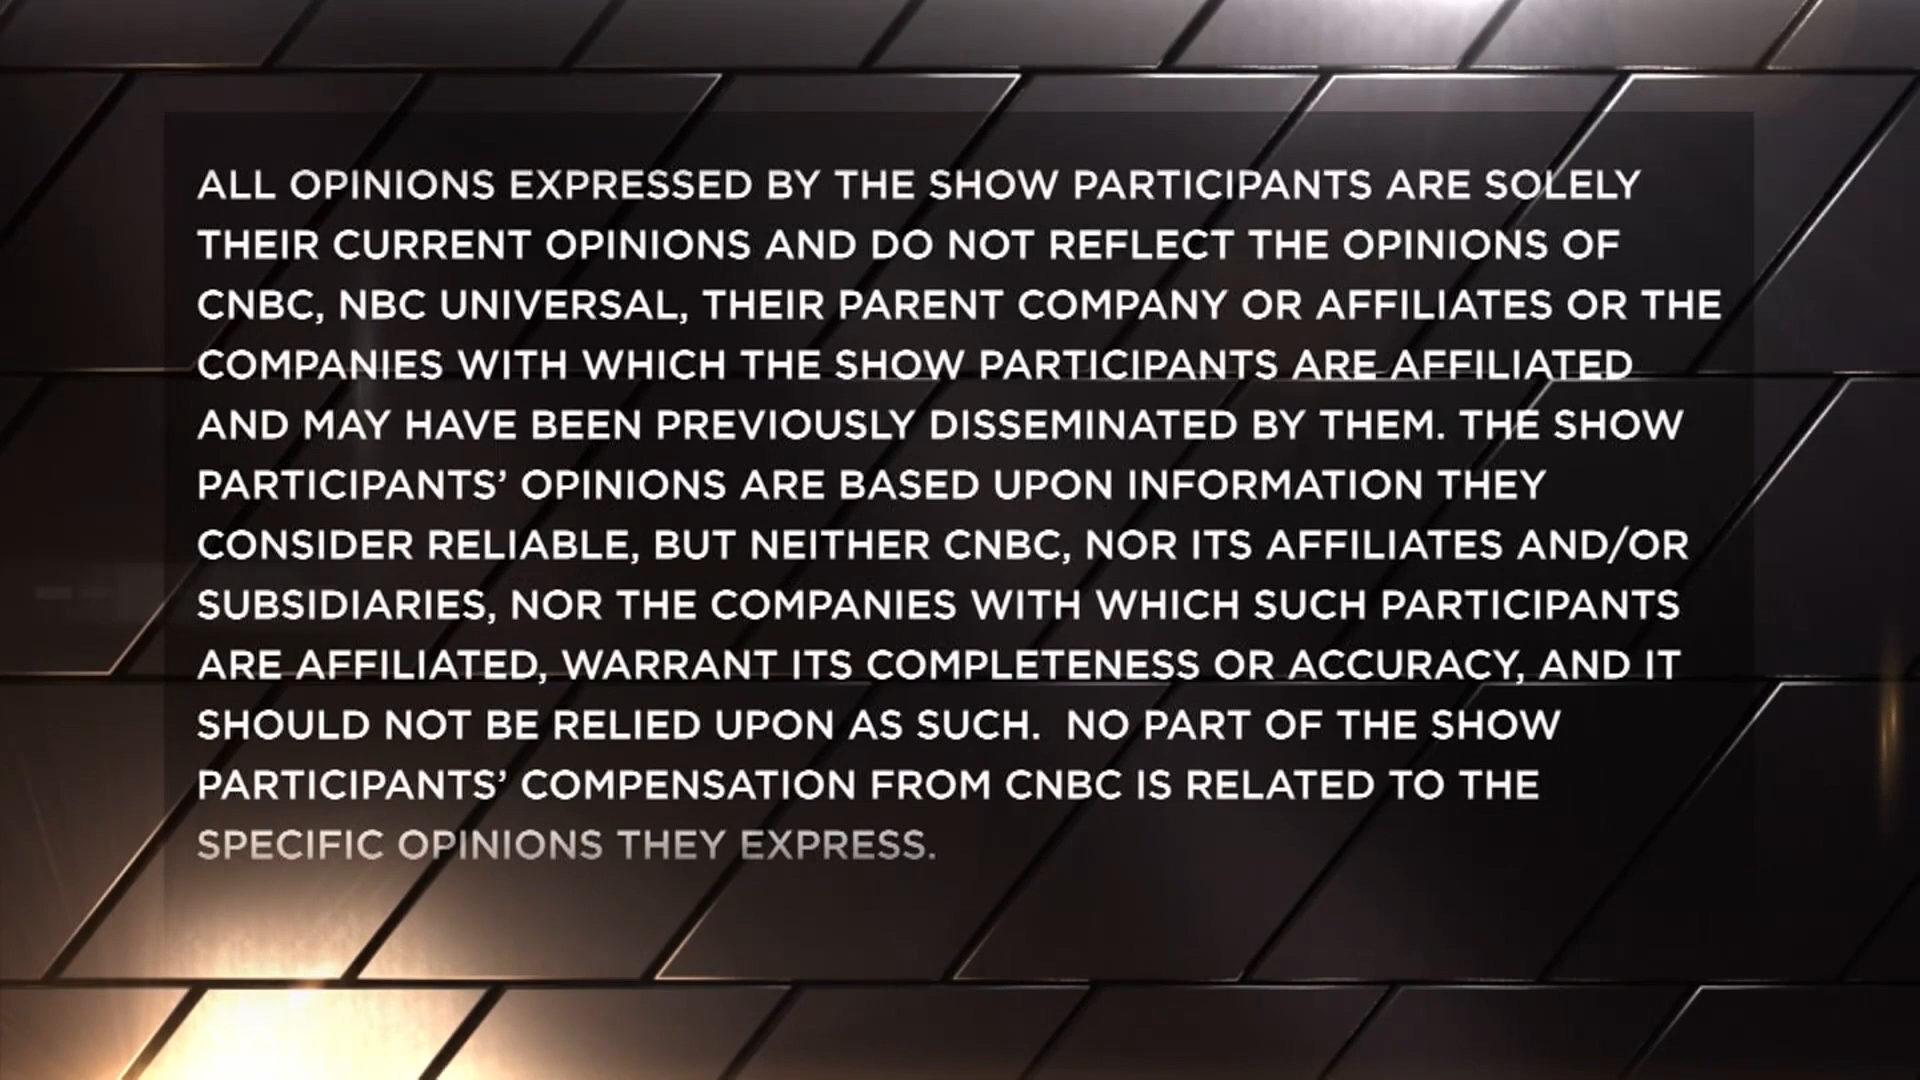 ALL OPINIONS EXPRESSED BY THE SHOW PARTICIPANTS ARE SOLELY
THEIR CURRENT OPINIONS AND DO NOT REFLECT THE OPINIONS OF
CNBC, NBC UNIVERSAL, THEIR PARENT COMPANY OR AFFILIATES OR THE
COMPANIES WITH WHICH THE SHOW PARTICIPANTS ARE AFFILIATED
AND MAY HAVE BEEN PREVIOUSLY DISSEMINATED BY THEM. THE SHOW
PARTICIPANTS’ OPINIONS ARE BASED UPON INFORMATION THEY
CONSIDER RELIABLE, BUT NEITHER CNBC, NOR ITS AFFILIATES AND/OR
SUBSIDIARIES, NOR THE COMPANIES WITH WHICH SUCH PARTICIPANTS
ARE AFFILIATED, WARRANT ITS COMPLETENESS OR ACCURACY, AND IT
SHOULD NOT BE RELIED UPON AS SUCH.  NO PART OF THE SHOW
PARTICIPANTS’ COMPENSATION FROM CNBC IS RELATED TO THE
SPECIFIC OPINIONS THEY EXPRESS.